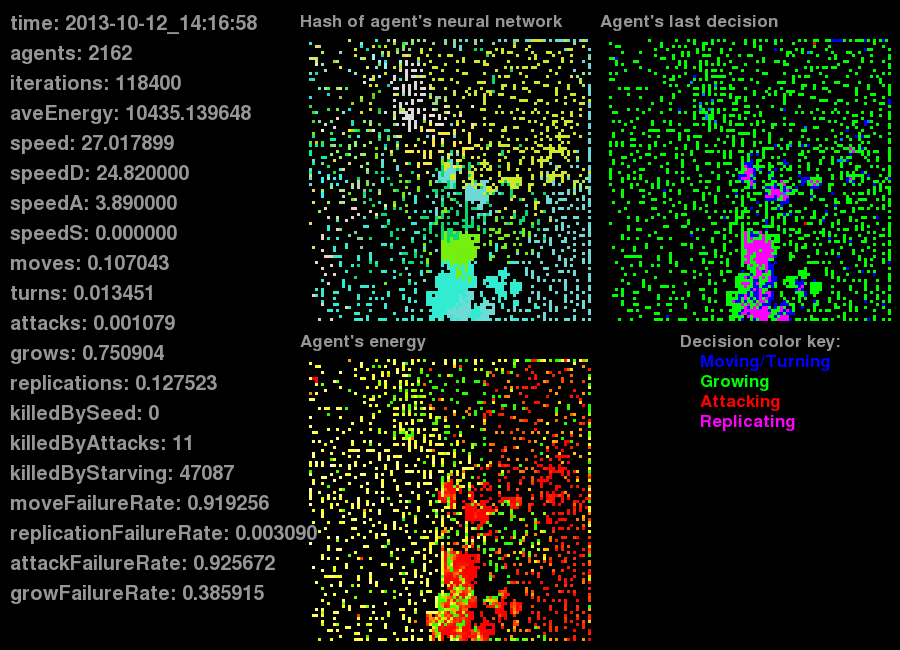 time: 2013-10-12_14:16:58
agents: 2162
iterations: 118400
aveEnergy: 10435.139648
speed: 27.017899
speedD: 24.820000
speedA: 3.890000
speedS: 0.000000
moves: 0.107043
turns: 0.013451
attacks: 0.001079
grows: 0.750904
replications: 0.127523
killedBySeed: 0
killedByAttacks: 11
killedByStarving: 47087
moveFailureRate: 0.919256
replicationFailureRate: 0.003090
attackFailureRate: 0.925672
growFailureRate: 0.385915
Hash of agent's neural network
Agent's last decision
Agent's energy
Decision color key:
Moving/Turning
Growing
Attacking
Replicating